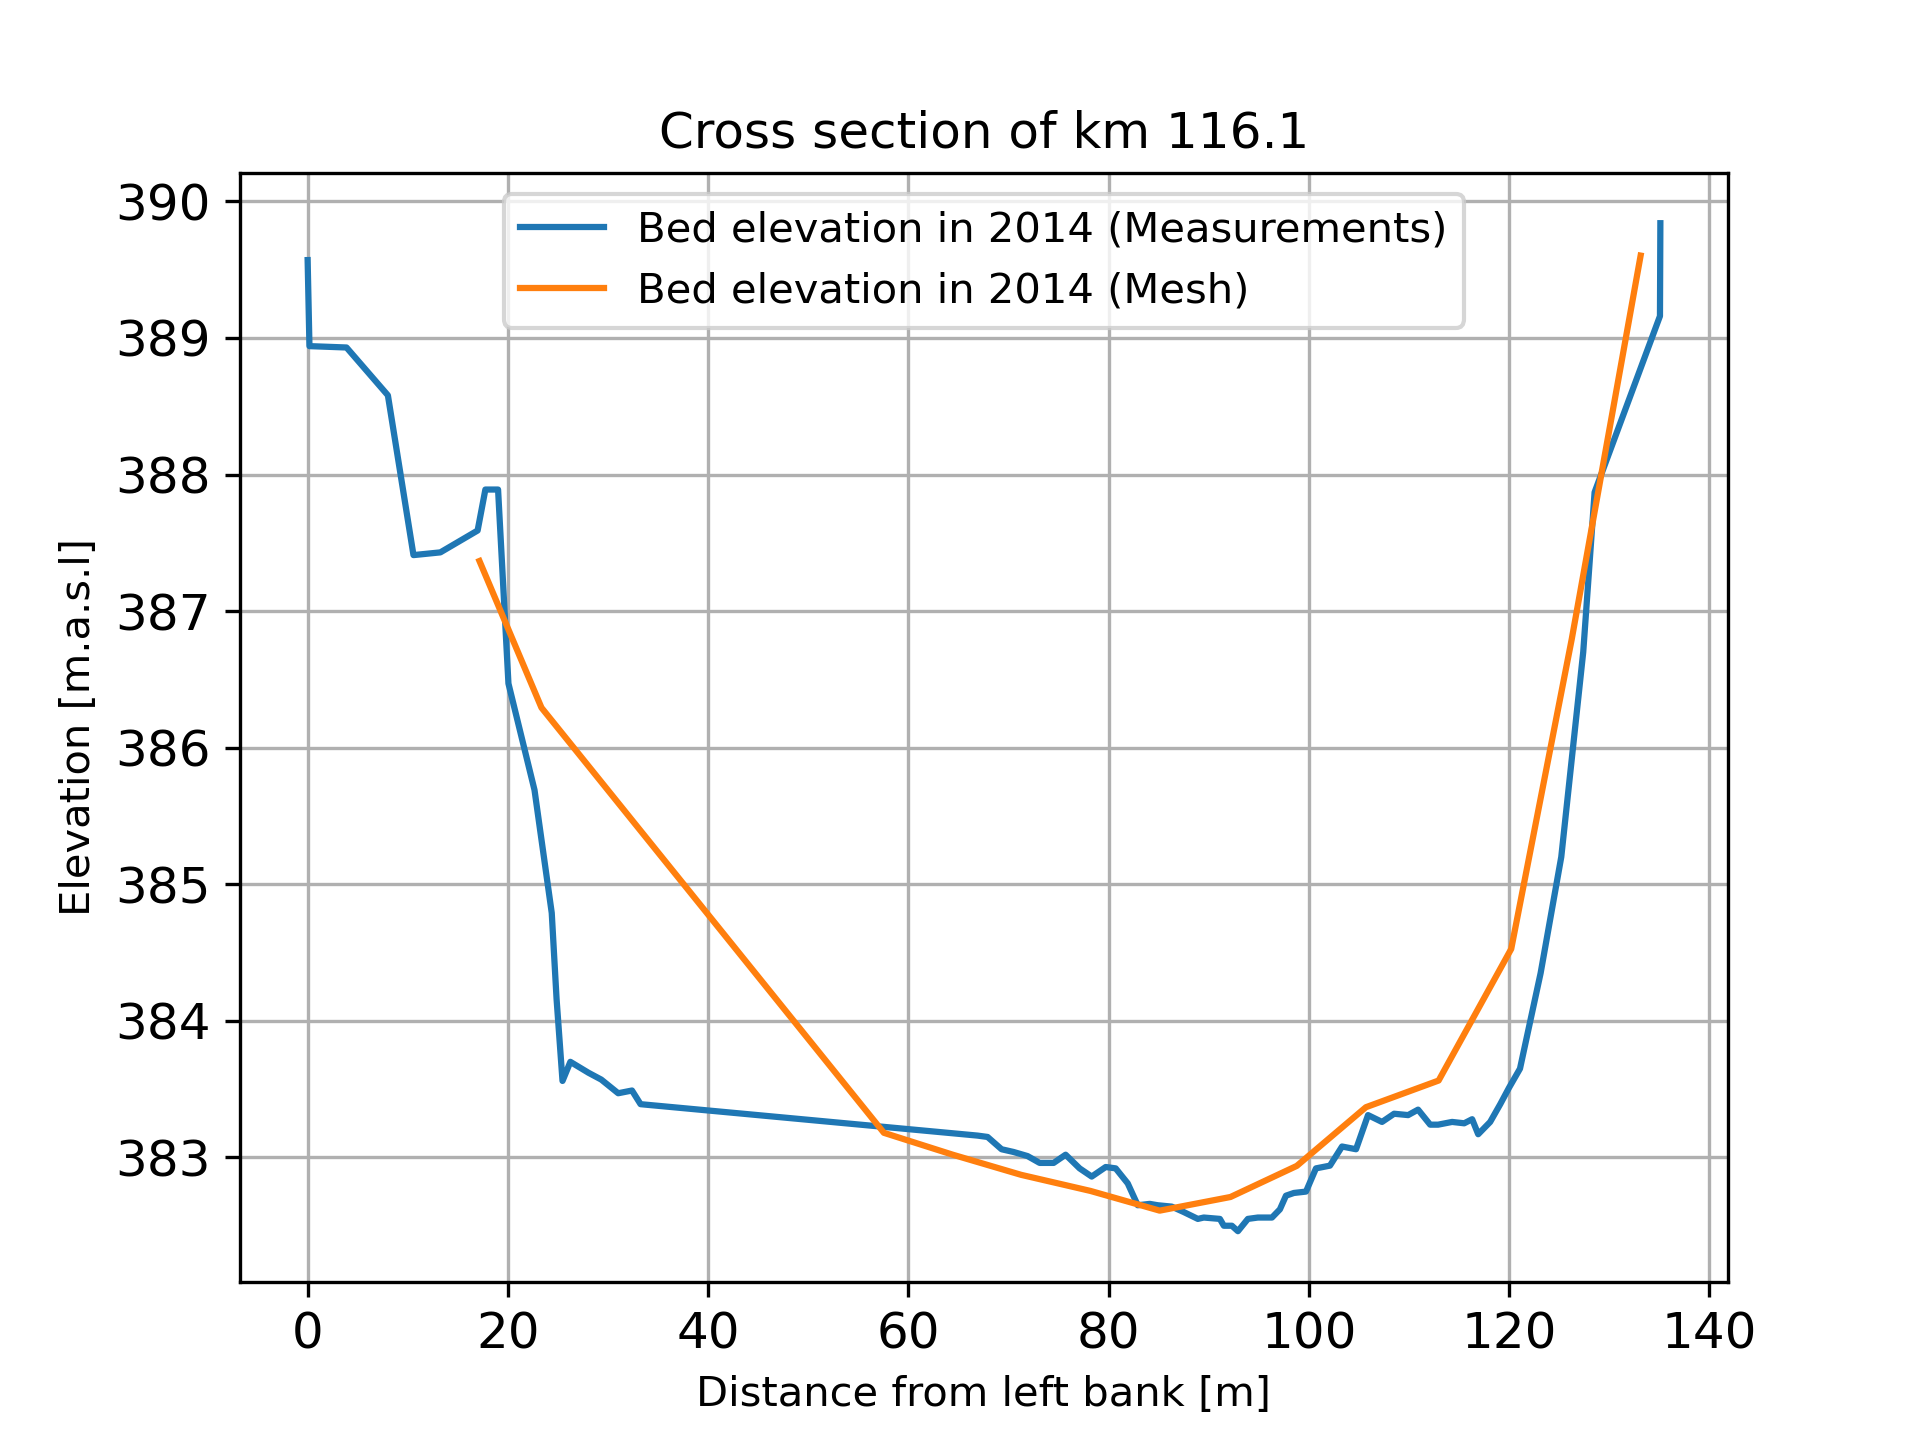 Cross section of km 116.1
Bed elevation in 2014 (Measurements)
Bed elevation in 2014 (Mesh)
Elevation [m.a.s.l]
390
389
388
387
386
385
384
383
0 20 40 60 80 100 120 140
Distance from left bank [m]